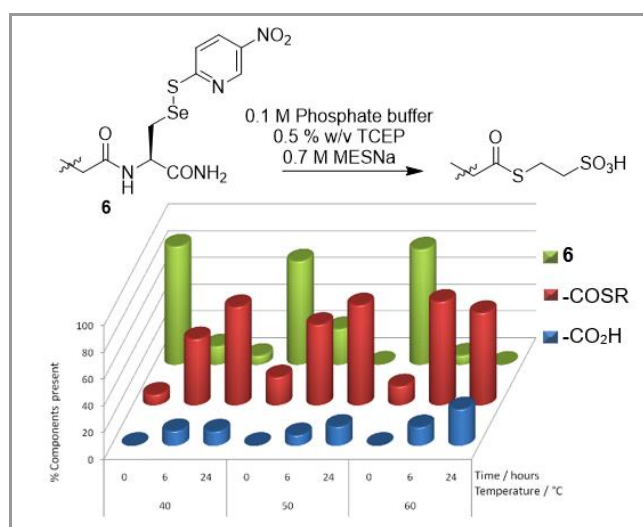 NO₂
N
S
Se
O
N
H
CONH₂
6
0.1 M Phosphate buffer
0.5 % w/v TCEP
0.7 M MESNa
O
S
SO₃H
6
-COSR
-CO₂H
% Components present
100
80
60
40
20
0
0 6 24 0 6 24 0 6 24
Time / hours
40 50 60
Temperature / °C